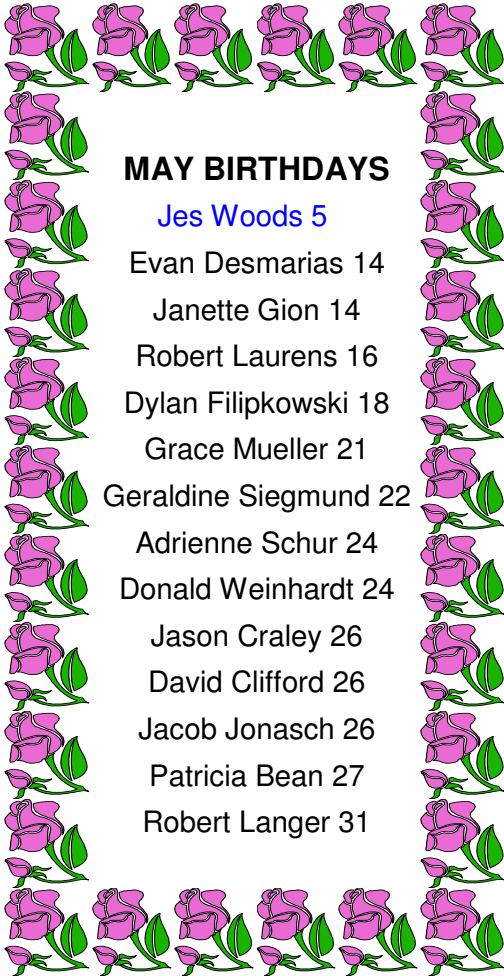 MAY BIRTHDAYS
Jes Woods 5
Evan Desmarias 14
Janette Gion 14
Robert Laurens 16
Dylan Filipkowski 18
Grace Mueller 21
Geraldine Siegmund 22
Adrienne Schur 24
Donald Weinhardt 24
Jason Craley 26
David Clifford 26
Jacob Jonasch 26
Patricia Bean 27
Robert Langer 31